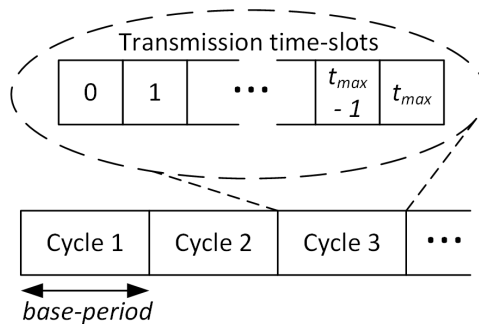 Transmission time-slots
0 1 ... t_max - 1 t_max
Cycle 1 Cycle 2 Cycle 3 ...
base-period